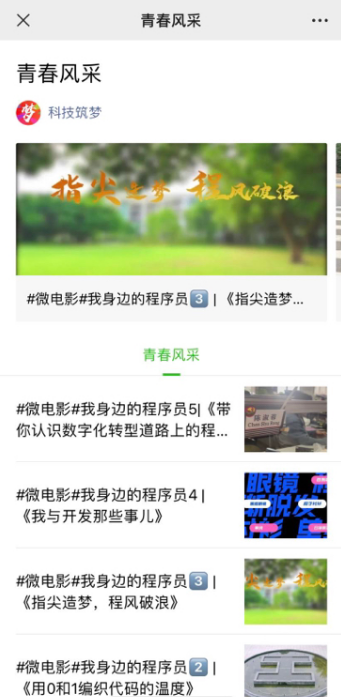 青春风采
青春风采
梦
科技筑梦
指尖造梦 程风破浪
#微电影#我身边的程序员3️⃣ | 《指尖造梦...
青春风采
#微电影#我身边的程序员5|《带
你认识数字化转型道路上的程...
#微电影#我身边的程序员4 |
《我与开发那些事儿》
眼镜
渐脱发
#微电影#我身边的程序员3️⃣ |
《指尖造梦，程风破浪》
指尖造梦 程风破浪
#微电影#我身边的程序员2️⃣ |
《用0和1编织代码的温度》